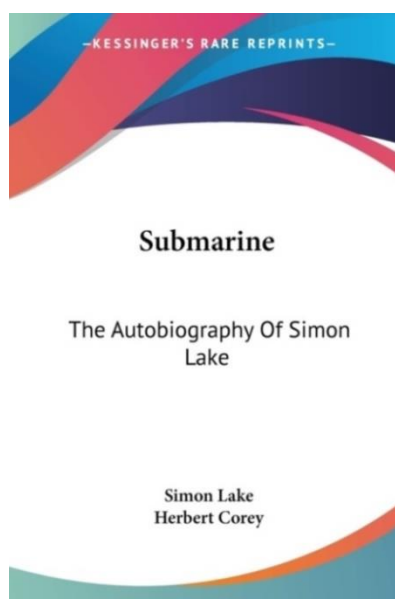 –KESSINGER'S RARE REPRINTS–
Submarine
The Autobiography Of Simon
Lake
Simon Lake
Herbert Corey